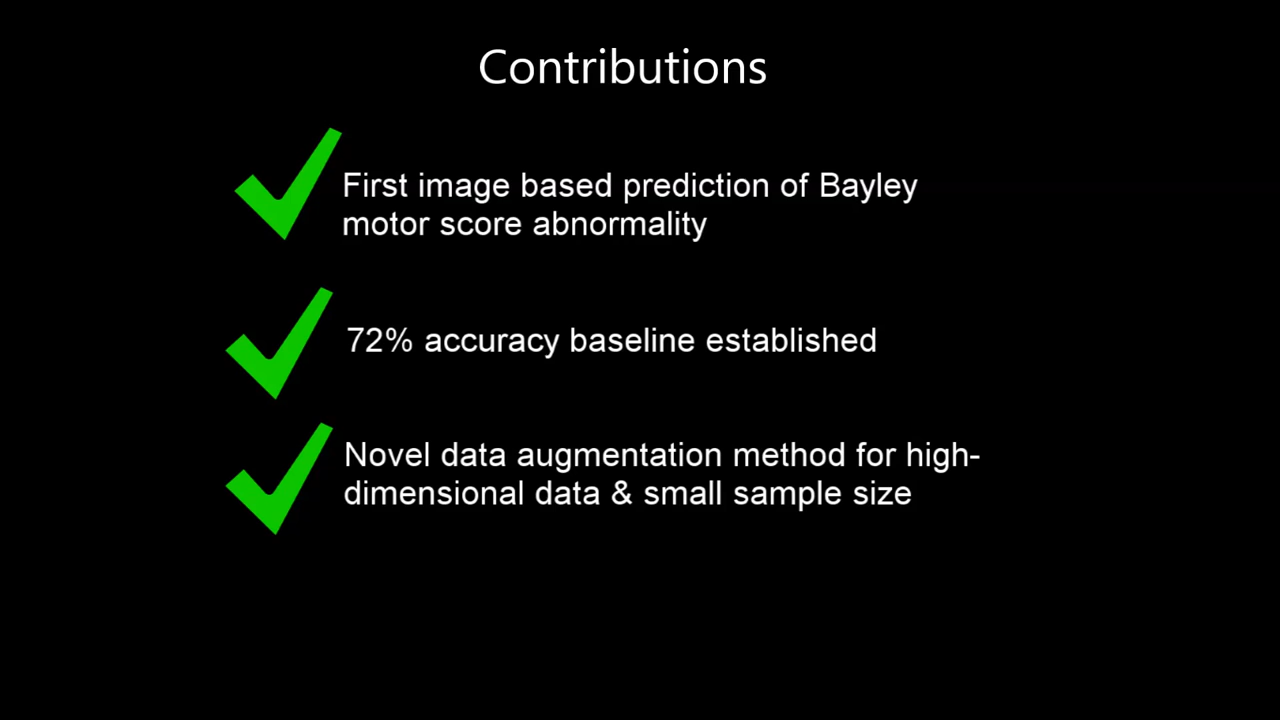 Contributions
First image based prediction of Bayley
motor score abnormality
72% accuracy baseline established
Novel data augmentation method for high-
dimensional data & small sample size